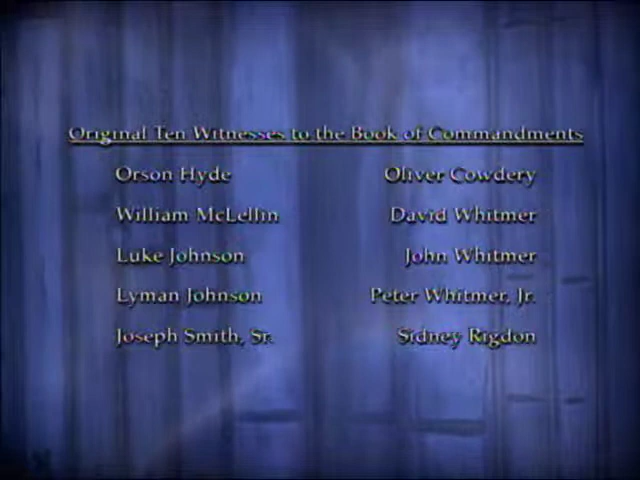 Original Ten Witnesses to the Book of Commandments
Orson Hyde Oliver Cowdery
William McLellin David Whitmer
Luke Johnson John Whitmer
Lyman Johnson Peter Whitmer, Jr.
Joseph Smith, Sr. Sidney Rigdon